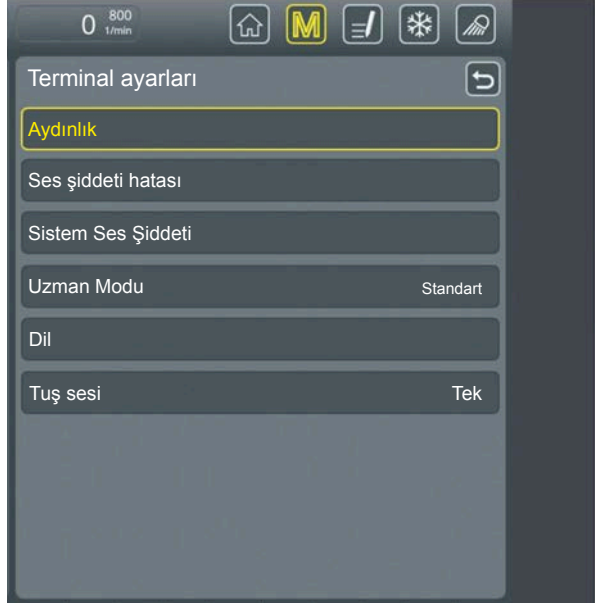 0 800 1/min
M
Terminal ayarları
Aydınlık
Ses şiddeti hatası
Sistem Ses Şiddeti
Uzman Modu Standart
Dil
Tuş sesi Tek